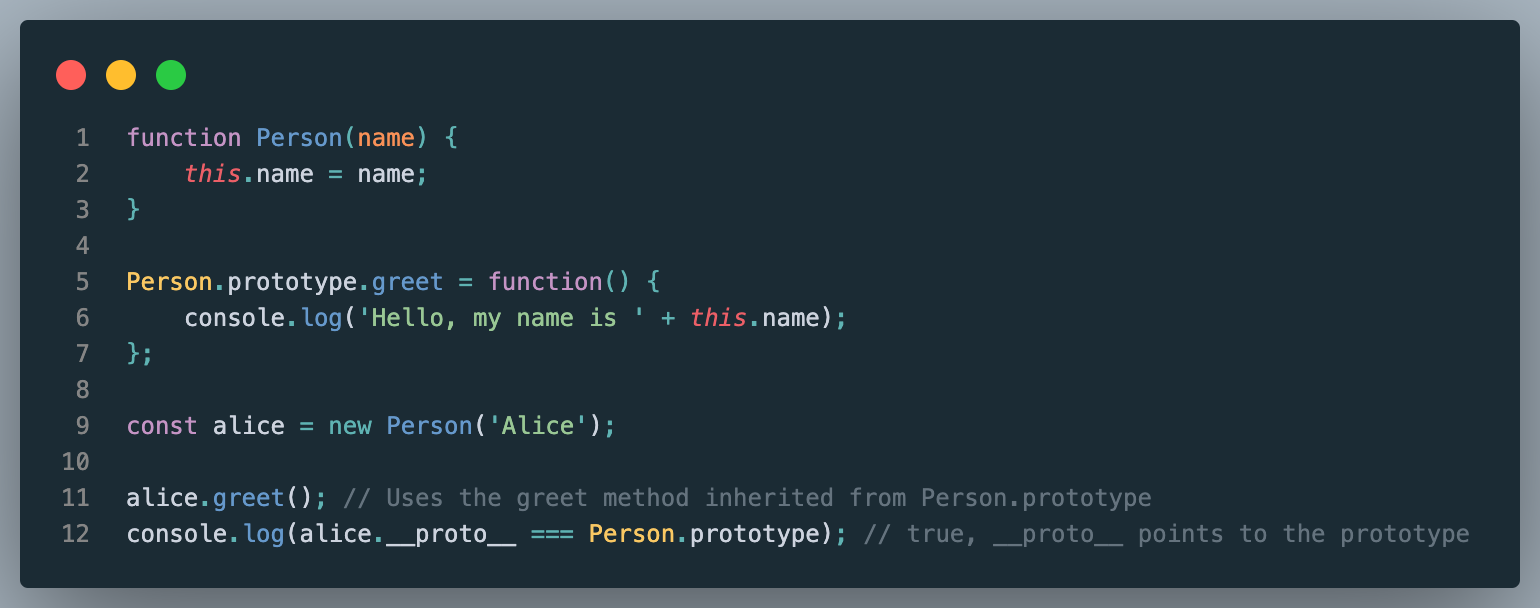 1 function Person(name) {
2     this.name = name;
3 }
4
5 Person.prototype.greet = function() {
6     console.log('Hello, my name is ' + this.name);
7 };
8
9 const alice = new Person('Alice');
10
11 alice.greet(); // Uses the greet method inherited from Person.prototype
12 console.log(alice.__proto__ === Person.prototype); // true, __proto__ points to the prototype